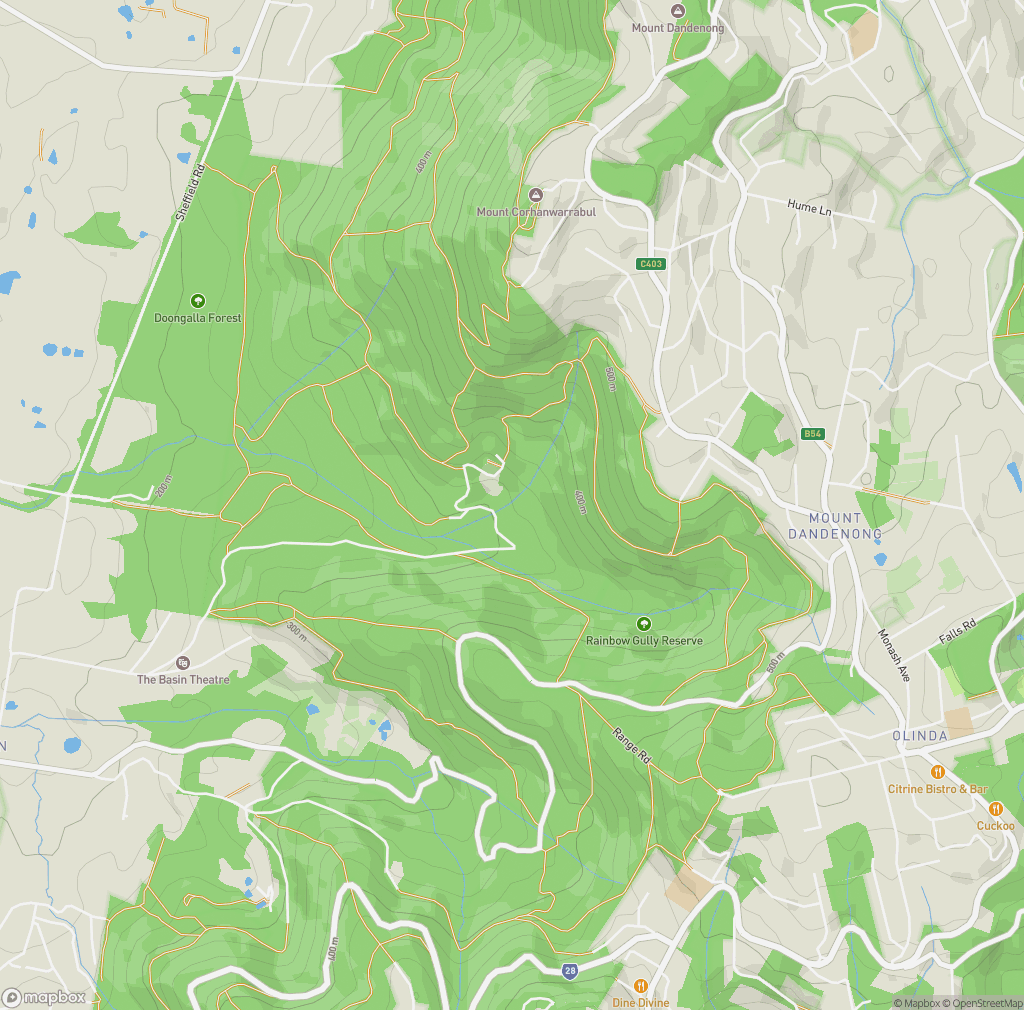 Mount Dandenong
400 m
Sheffield Rd
Mount Corhanwarrabul
Hume Ln
C403
Doongalla Forest
500 m
B54
200 m
400 m
MOUNT
DANDENONG
300 m
Rainbow Gully Reserve
Falls Rd
Monash Ave
The Basin Theatre
500 m
N
Range Rd
OLINDA
Citrine Bistro & Bar
Cuckoo
400 m
28
Dine Divine
mapbox
© Mapbox © OpenStreetMap